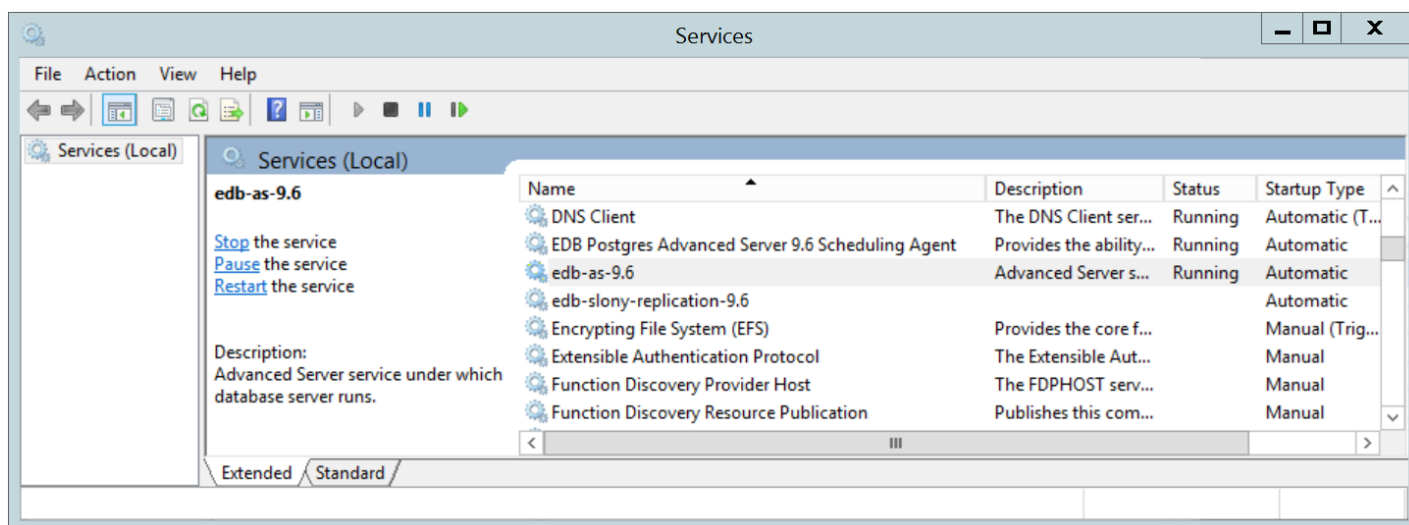 Services
File Action View Help
Services (Local)
Services (Local)
edb-as-9.6
Stop the service
Pause the service
Restart the service
Description:
Advanced Server service under which
database server runs.
Name Description Status Startup Type
DNS Client The DNS Client ser... Running Automatic (T...
EDB Postgres Advanced Server 9.6 Scheduling Agent Provides the ability... Running Automatic
edb-as-9.6 Advanced Server s... Running Automatic
edb-slony-replication-9.6 Automatic
Encrypting File System (EFS) Provides the core f... Manual (Trig...
Extensible Authentication Protocol The Extensible Aut... Manual
Function Discovery Provider Host The FDPHOST serv... Manual
Function Discovery Resource Publication Publishes this com... Manual
Extended Standard